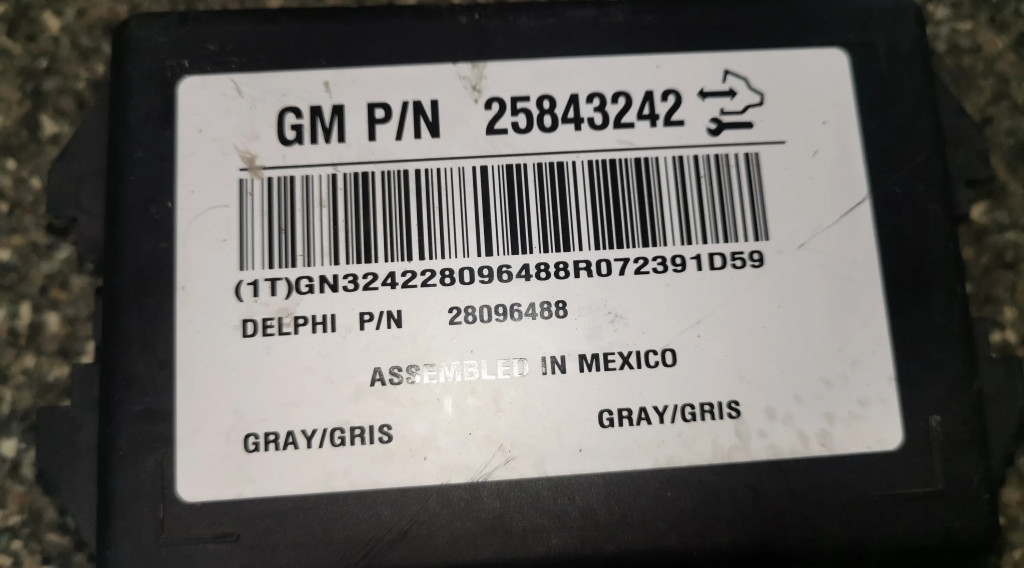 GM P/N 25843242
(1T)GN324228096488R072391D59
DELPHI P/N 28096488
ASSEMBLED IN MEXICO
GRAY/GRIS GRAY/GRIS